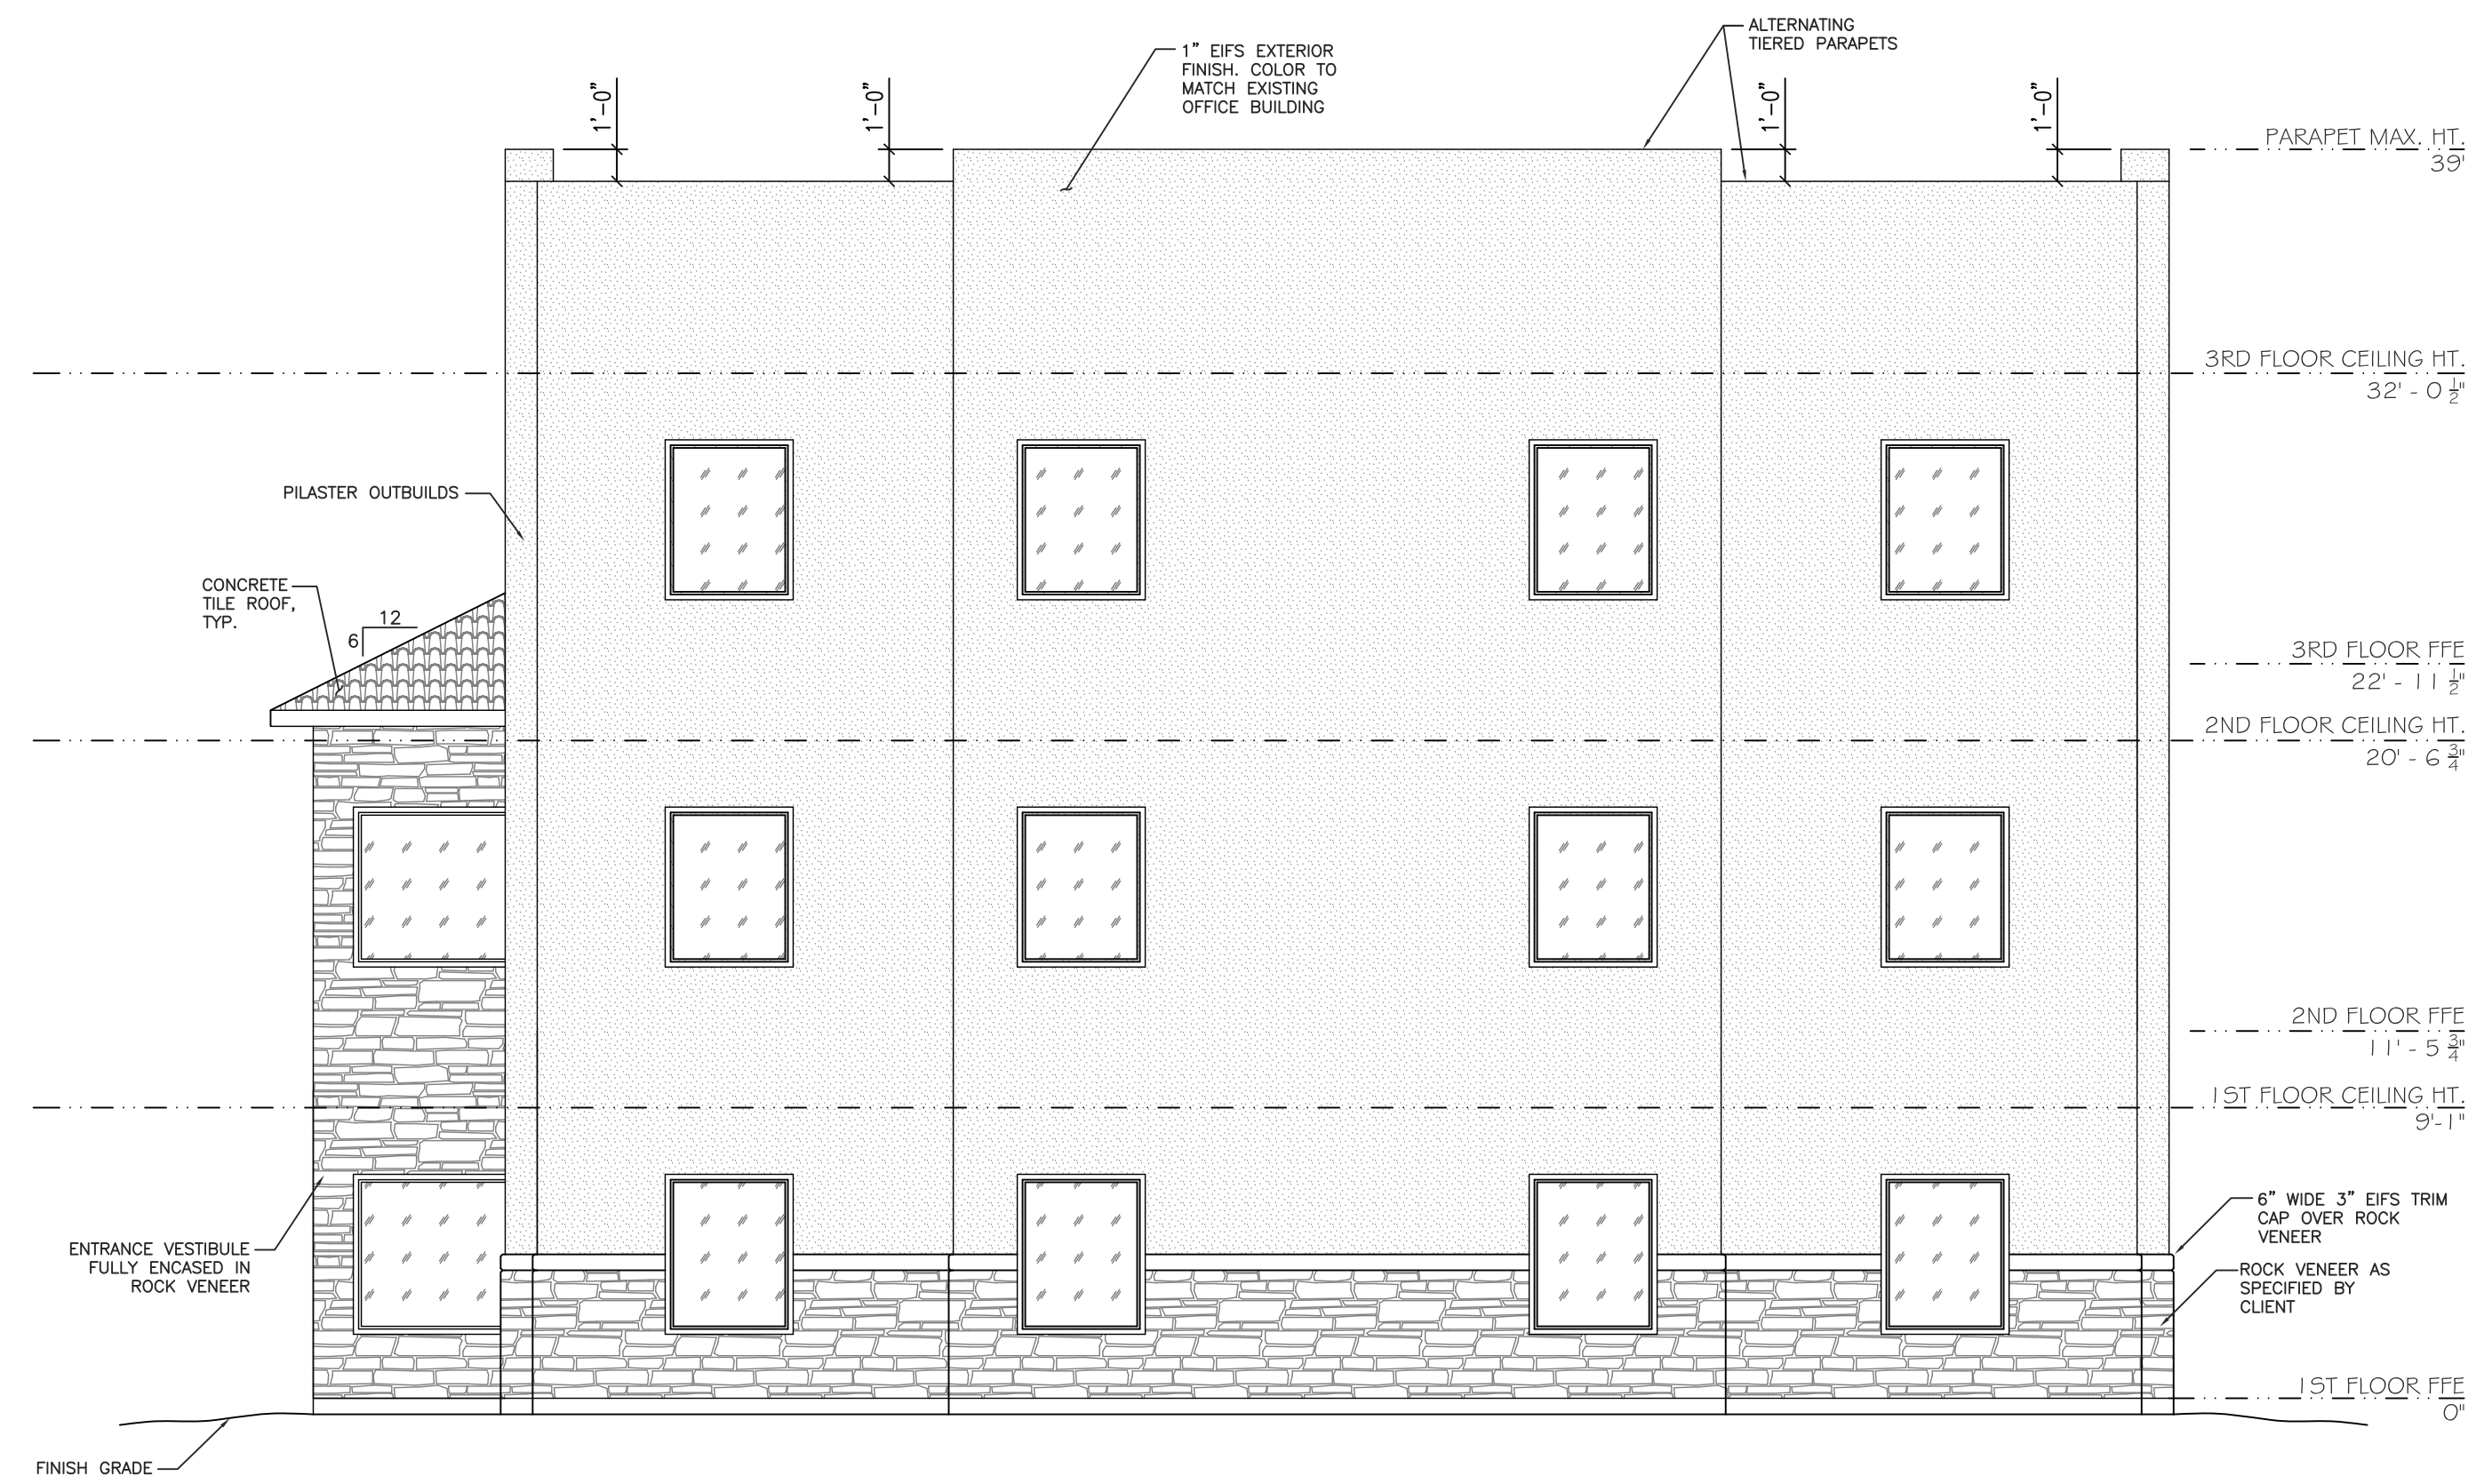 ALTERNATING
TIERED PARAPETS
1” EIFS EXTERIOR
FINISH. COLOR TO
MATCH EXISTING
OFFICE BUILDING
1’-0”
1’-0”
1’-0”
1’-0”
PARAPET MAX. HT.
39'
3RD FLOOR CEILING HT.
32' - 0 1/2"
PILASTER OUTBUILDS
CONCRETE
TILE ROOF,
TYP.
12
6
3RD FLOOR FFE
22' - 11 1/2"
2ND FLOOR CEILING HT.
20' - 6 3/4"
2ND FLOOR FFE
11' - 5 3/4"
1ST FLOOR CEILING HT.
9'-1"
ENTRANCE VESTIBULE
FULLY ENCASED IN
ROCK VENEER
6” WIDE 3” EIFS TRIM
CAP OVER ROCK
VENEER
ROCK VENEER AS
SPECIFIED BY
CLIENT
1ST FLOOR FFE
0"
FINISH GRADE